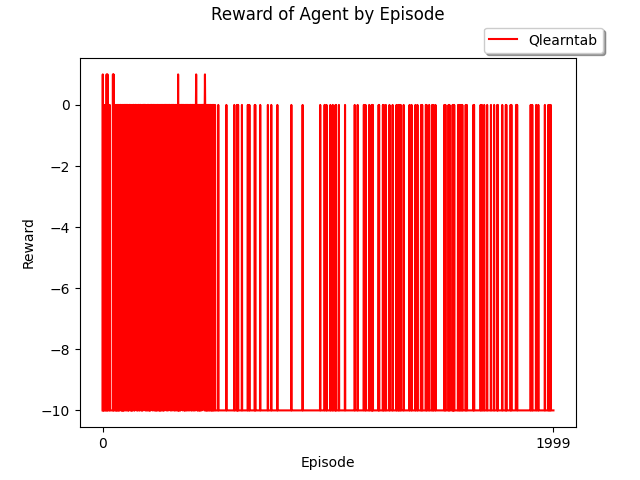 Reward of Agent by Episode
Qlearntab
0
−2
−4
−6
−8
−10
Reward
0
1999
Episode